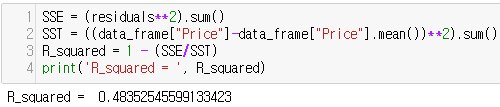 1 SSE = (residuals**2).sum()
2 SST = ((data_frame["Price"]-data_frame["Price"].mean())**2).sum()
3 R_squared = 1 - (SSE/SST)
4 print('R_squared = ', R_squared)
R_squared =  0.48352545599133423